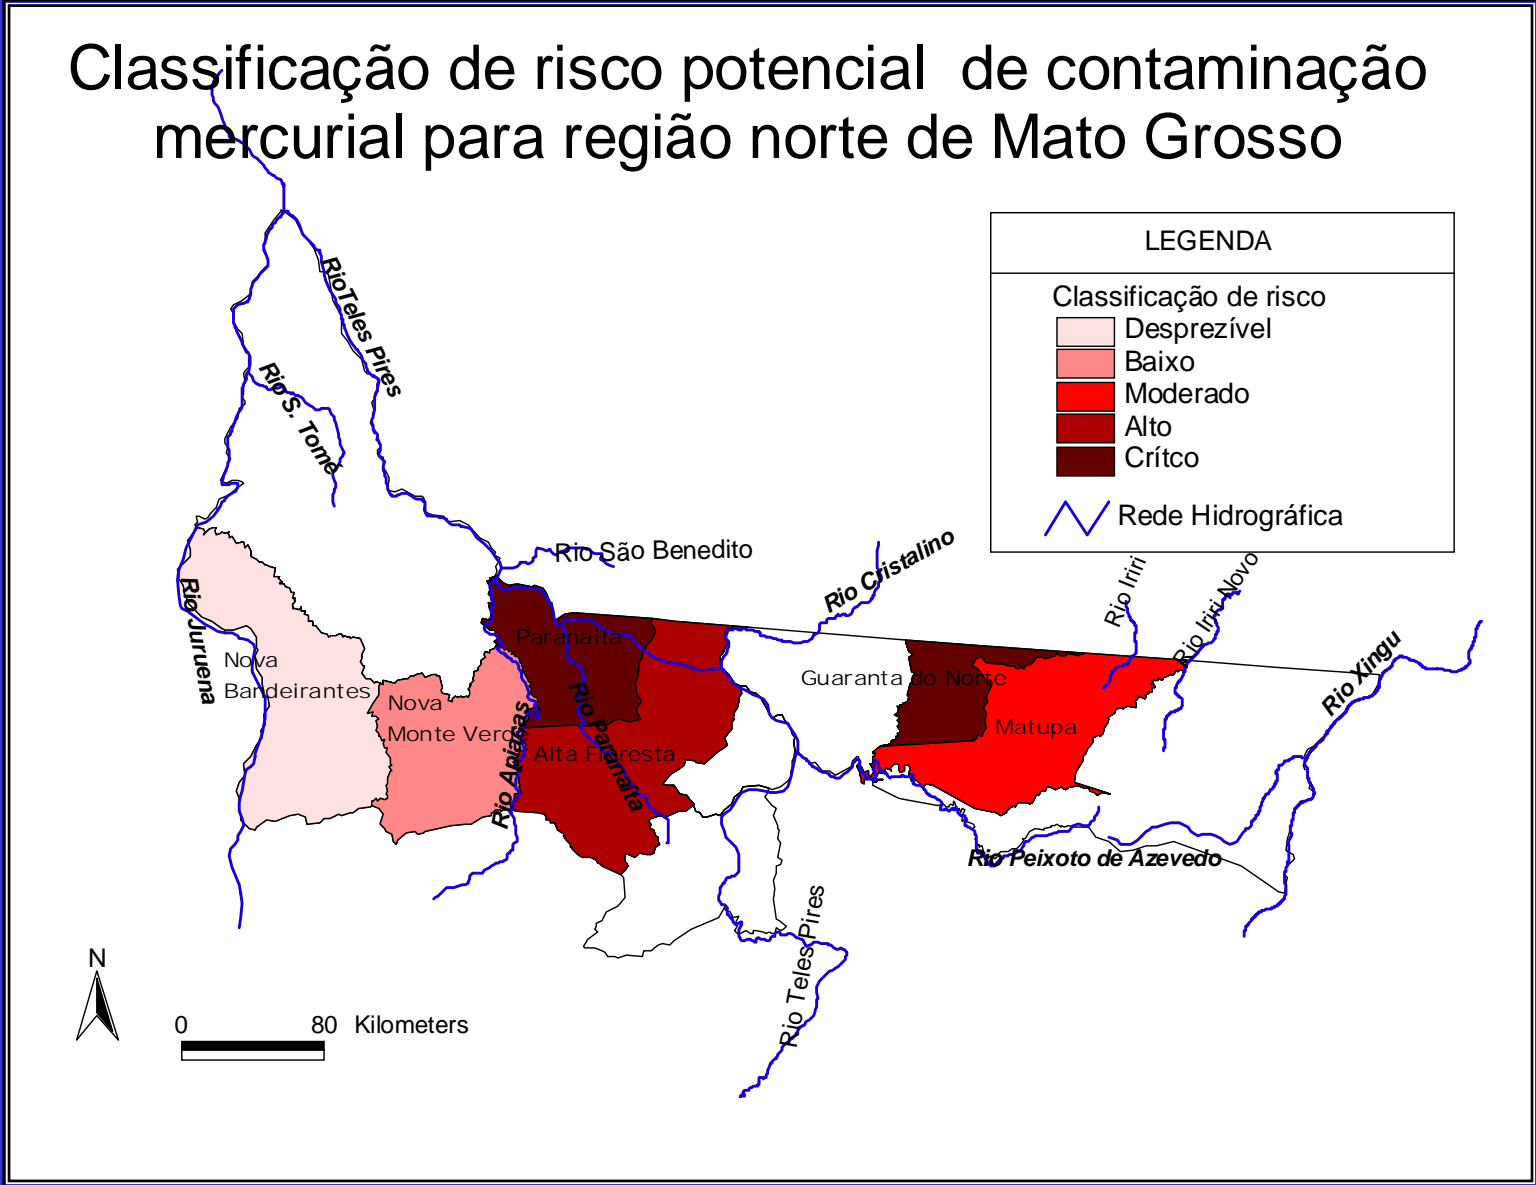 Classificação de risco potencial de contaminação
mercurial para região norte de Mato Grosso
LEGENDA
Classificação de risco
Desprezível
Baixo
Moderado
Alto
Crítco
Rede Hidrográfica
RioTeles Pires
Rio S. Tomé
Rio São Benedito
Rio Cristalino
Rio Iriri
Rio Iriri Novo
Rio Xingu
Rio Juruena
Nova
Bandeirantes
Nova
Monte Verde
Paranaíta
Rio Apiacas
Rio Paranaíta
Alta Floresta
Guaranta do Norte
Matupa
Rio Peixoto de Azevedo
Rio Teles Pires
N
0 80 Kilometers